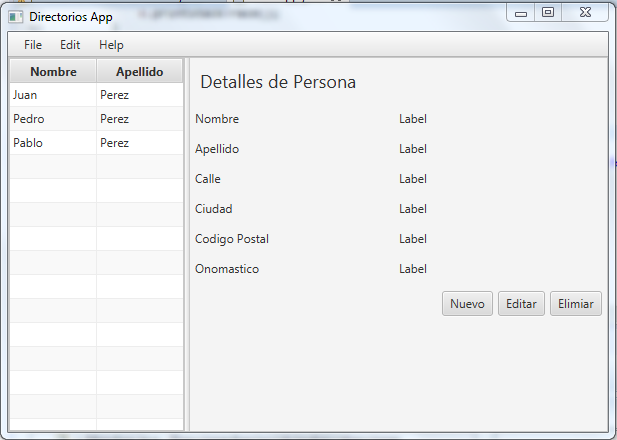 Directorios App
File Edit Help
Nombre Apellido
Juan Perez
Pedro Perez
Pablo Perez
Detalles de Persona
Nombre Label
Apellido Label
Calle Label
Ciudad Label
Codigo Postal Label
Onomastico Label
Nuevo Editar Elimiar